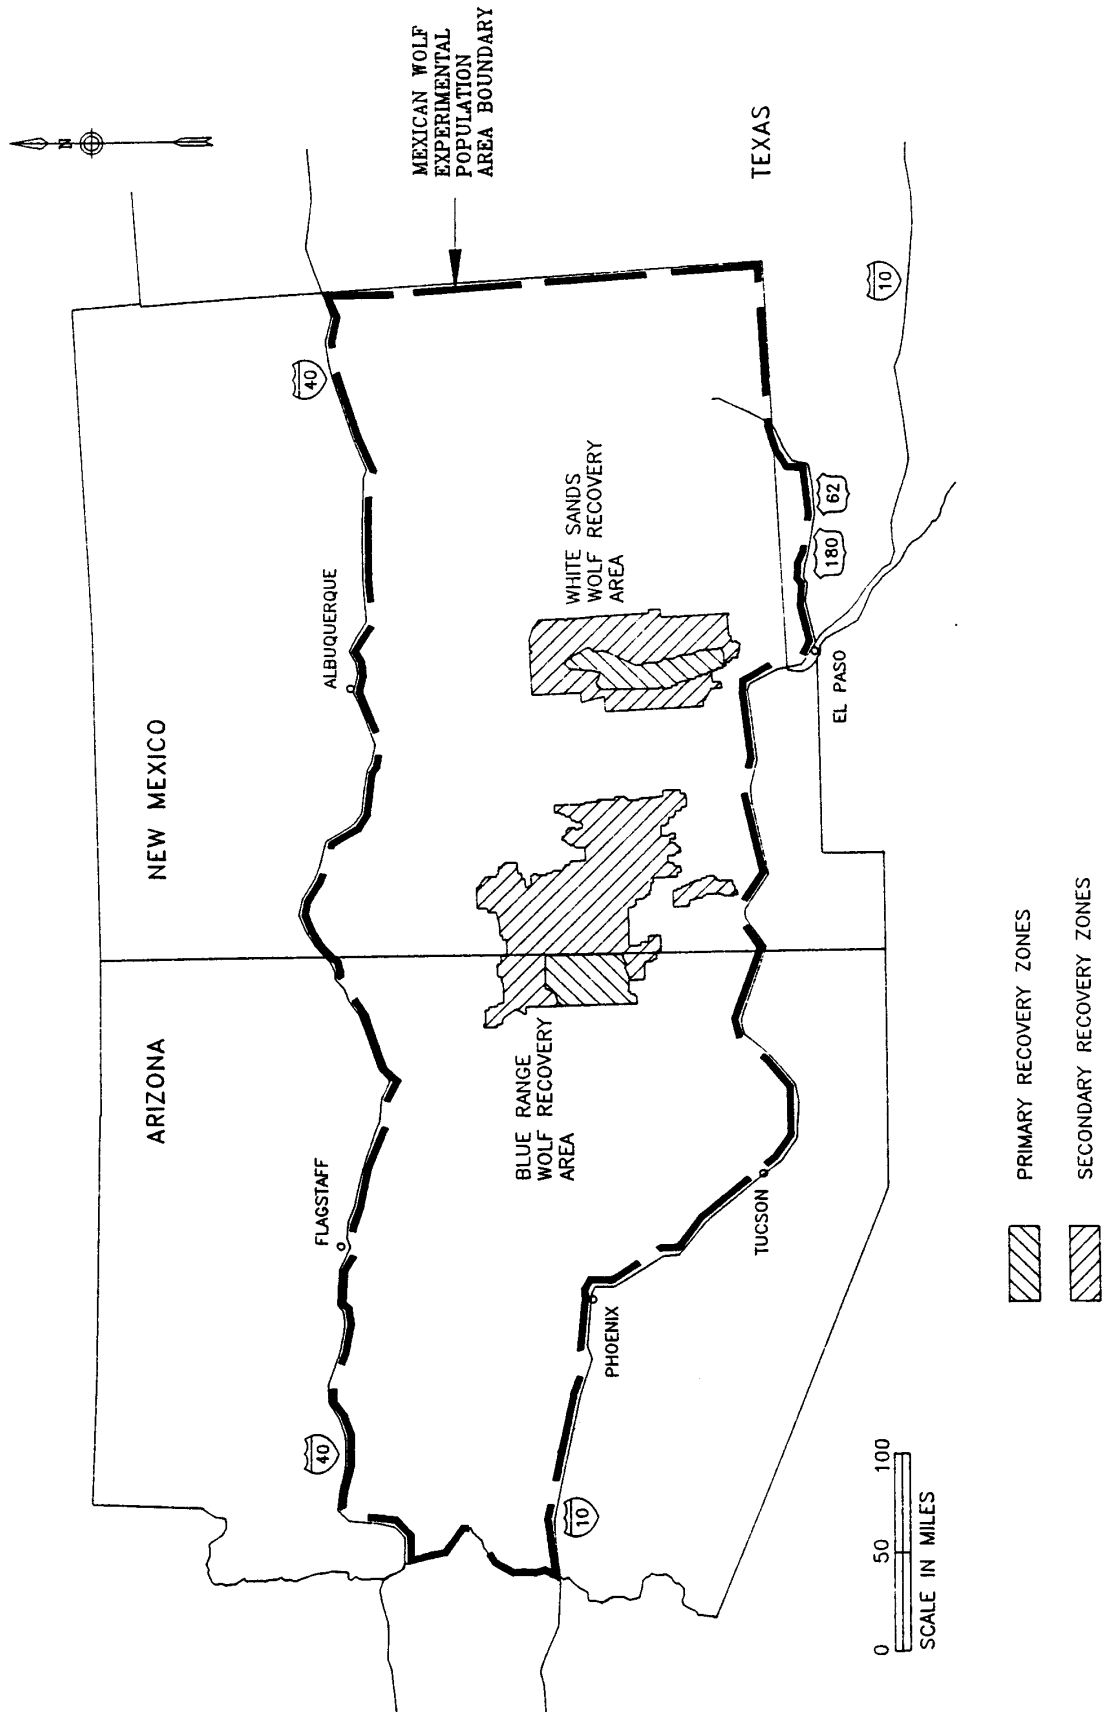 N
MEXICAN WOLF
EXPERIMENTAL
POPULATION
AREA BOUNDARY
ARIZONA
NEW MEXICO
TEXAS
40
FLAGSTAFF
ALBUQUERQUE
40
BLUE RANGE
WOLF RECOVERY
AREA
WHITE SANDS
WOLF RECOVERY
AREA
10
PHOENIX
TUCSON
EL PASO
180
62
10
0 50 100
SCALE IN MILES
PRIMARY RECOVERY ZONES
SECONDARY RECOVERY ZONES